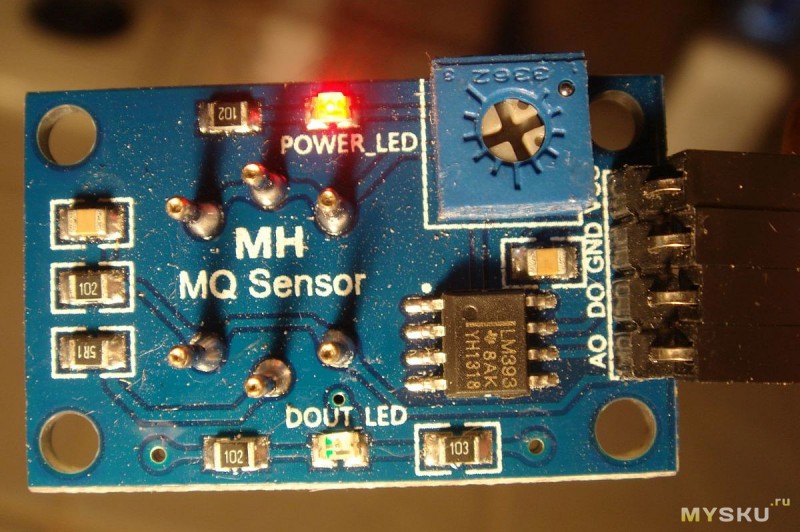 3362
102
POWER_LED
MH
MQ Sensor
102
5R1
VCC
GND
DO
AO
LM393
8AK
YH1318
DOUT_LED
102
103
MYSKU.ru